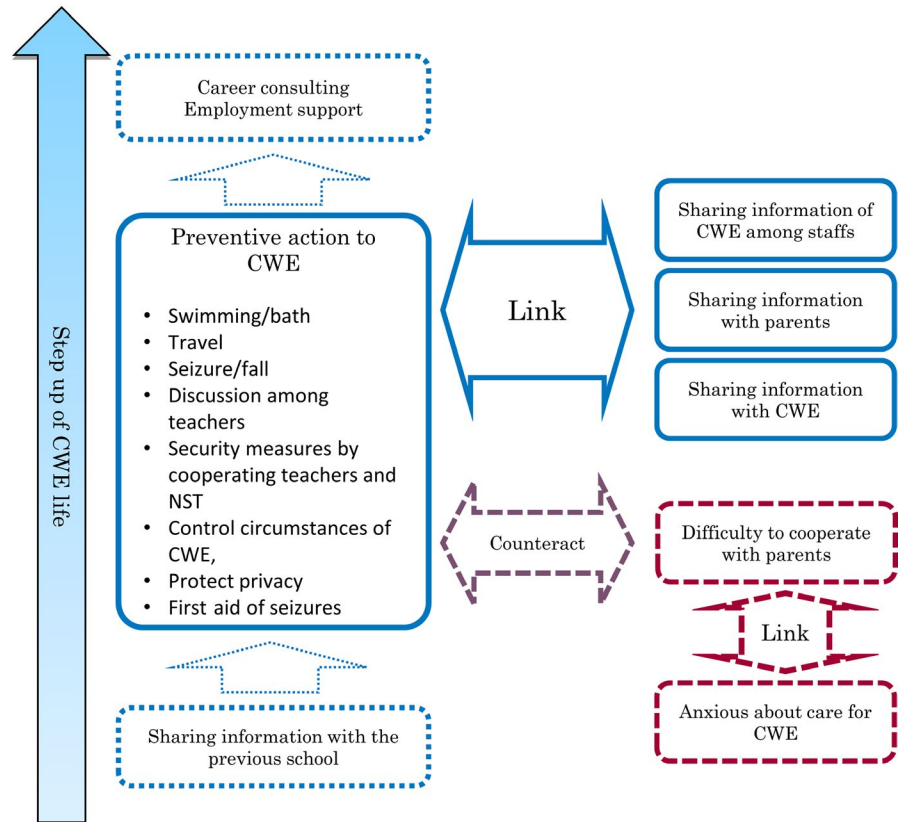 Step up of CWE life
Career consulting
Employment support
Preventive action to
CWE
• Swimming/bath
• Travel
• Seizure/fall
• Discussion among
teachers
• Security measures by
cooperating teachers and
NST
• Control circumstances of
CWE,
• Protect privacy
• First aid of seizures
Sharing information with the
previous school
Link
Sharing information of
CWE among staffs
Sharing information
with parents
Sharing information
with CWE
Counteract
Difficulty to cooperate
with parents
Link
Anxious about care for
CWE